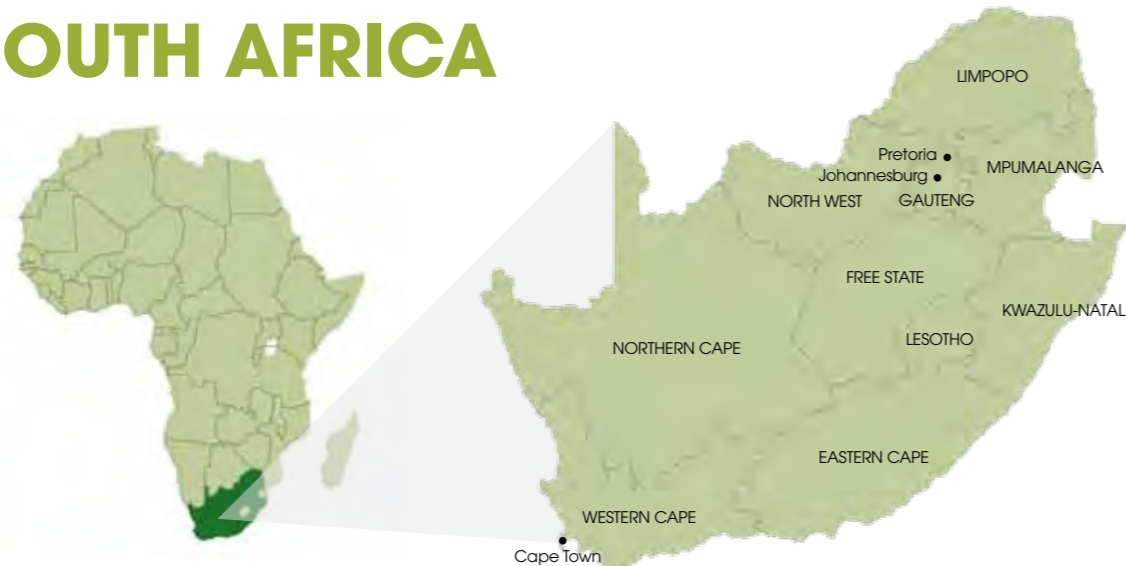 OUTH AFRICA
LIMPOPO
Pretoria
MPUMALANGA
Johannesburg
NORTH WEST
GAUTENG
FREE STATE
KWAZULU-NATAL
LESOTHO
NORTHERN CAPE
EASTERN CAPE
WESTERN CAPE
Cape Town